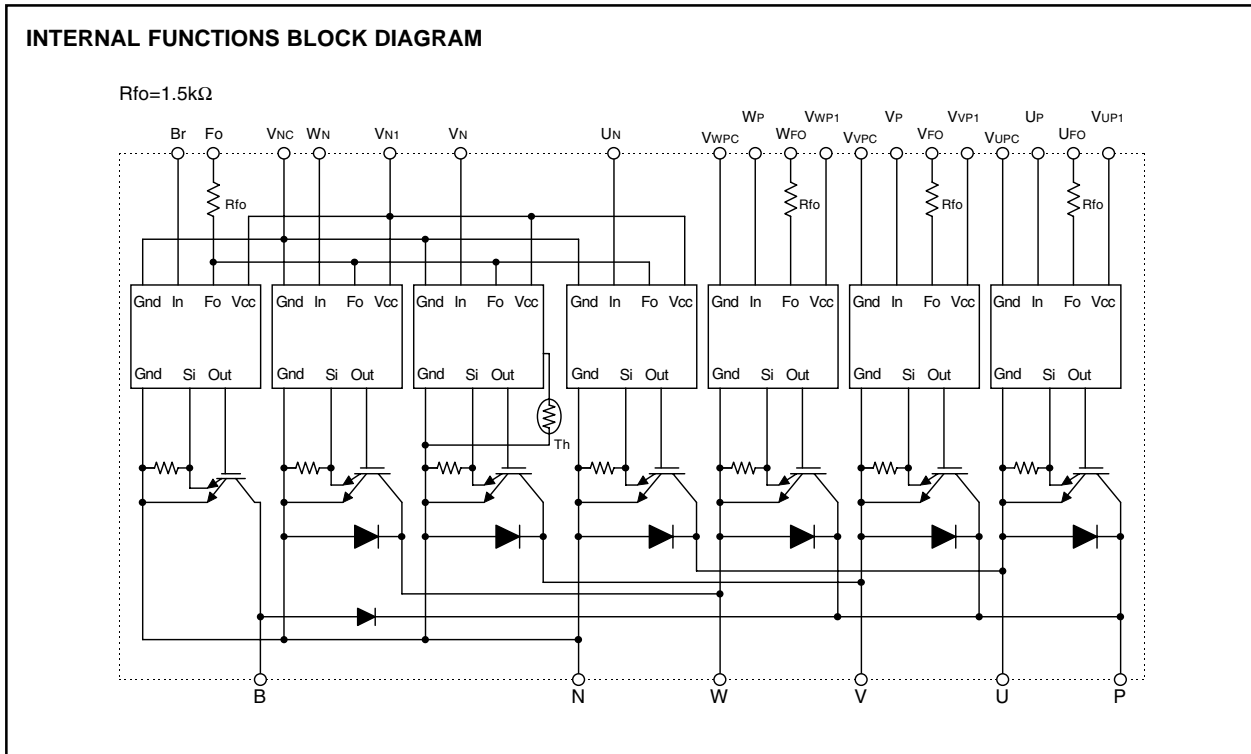 INTERNAL FUNCTIONS BLOCK DIAGRAM
Rfo=1.5kΩ
Br Fo VNC WN VN1 VN UN VWPC WP WFO VWP1 VVPC VP VFO VVP1 VUPC UP UFO VUP1
Rfo Rfo Rfo Rfo
Gnd In Fo Vcc Gnd In Fo Vcc Gnd In Fo Vcc Gnd In Fo Vcc Gnd In Fo Vcc Gnd In Fo Vcc Gnd In Fo Vcc
Gnd Si Out Gnd Si Out Gnd Si Out Gnd Si Out Gnd Si Out Gnd Si Out Gnd Si Out
Th
B N W V U P